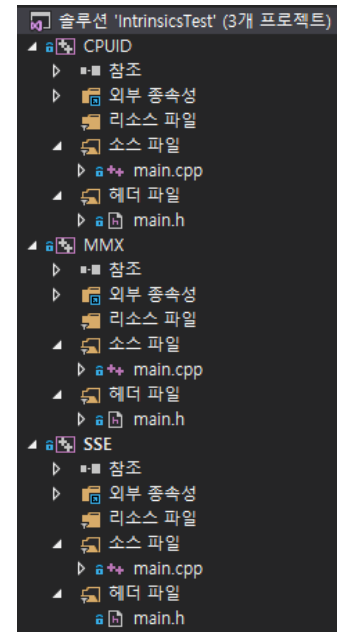 솔루션 'IntrinsicsTest' (3개 프로젝트)
CPUID
참조
외부 종속성
리소스 파일
소스 파일
main.cpp
헤더 파일
main.h
MMX
참조
외부 종속성
리소스 파일
소스 파일
main.cpp
헤더 파일
main.h
SSE
참조
외부 종속성
리소스 파일
소스 파일
main.cpp
헤더 파일
main.h